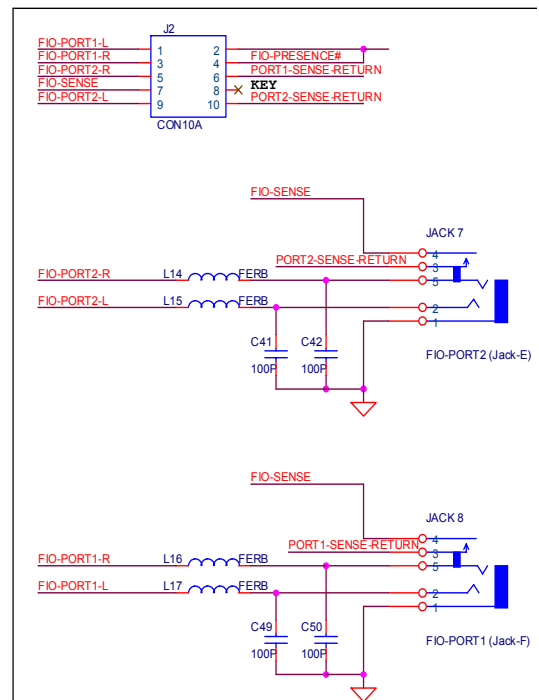 J2
FIO-PORT1-L 1 2
FIO-PORT1-R 3 4 FIO-PRESENCE#
FIO-PORT2-R 5 6 PORT1-SENSE-RETURN
FIO-SENSE 7 8 KEY
FIO-PORT2-L 9 10 PORT2-SENSE-RETURN
CON10A
FIO-SENSE
JACK 7
4
PORT2-SENSE-RETURN 3
FIO-PORT2-R L14 FERB 5
FIO-PORT2-L L15 FERB 2
1
C41 C42
100P 100P
FIO-PORT2 (Jack-E)
FIO-SENSE
JACK 8
4
PORT1-SENSE-RETURN 3
FIO-PORT1-R L16 FERB 5
FIO-PORT1-L L17 FERB 2
1
C49 C50
100P 100P
FIO-PORT1 (Jack-F)